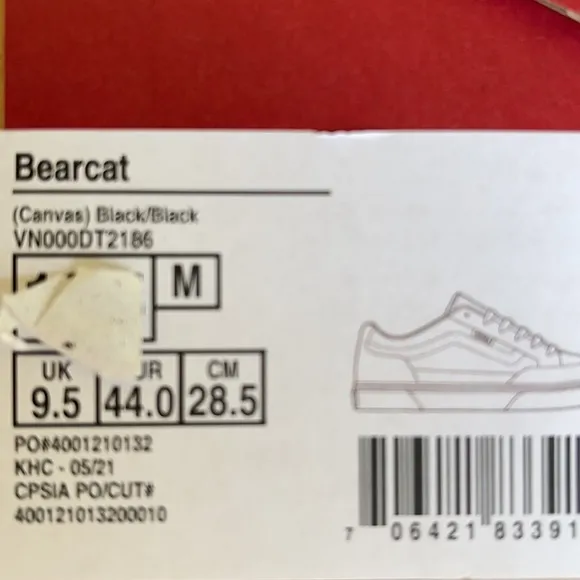 Bearcat
(Canvas) Black/Black
VN000DT2186
M
UK UR CM
9.5 44.0 28.5
PO#4001210132
KHC - 05/21
CPSIA PO/CUT#
400121013200010
7 06421 83391